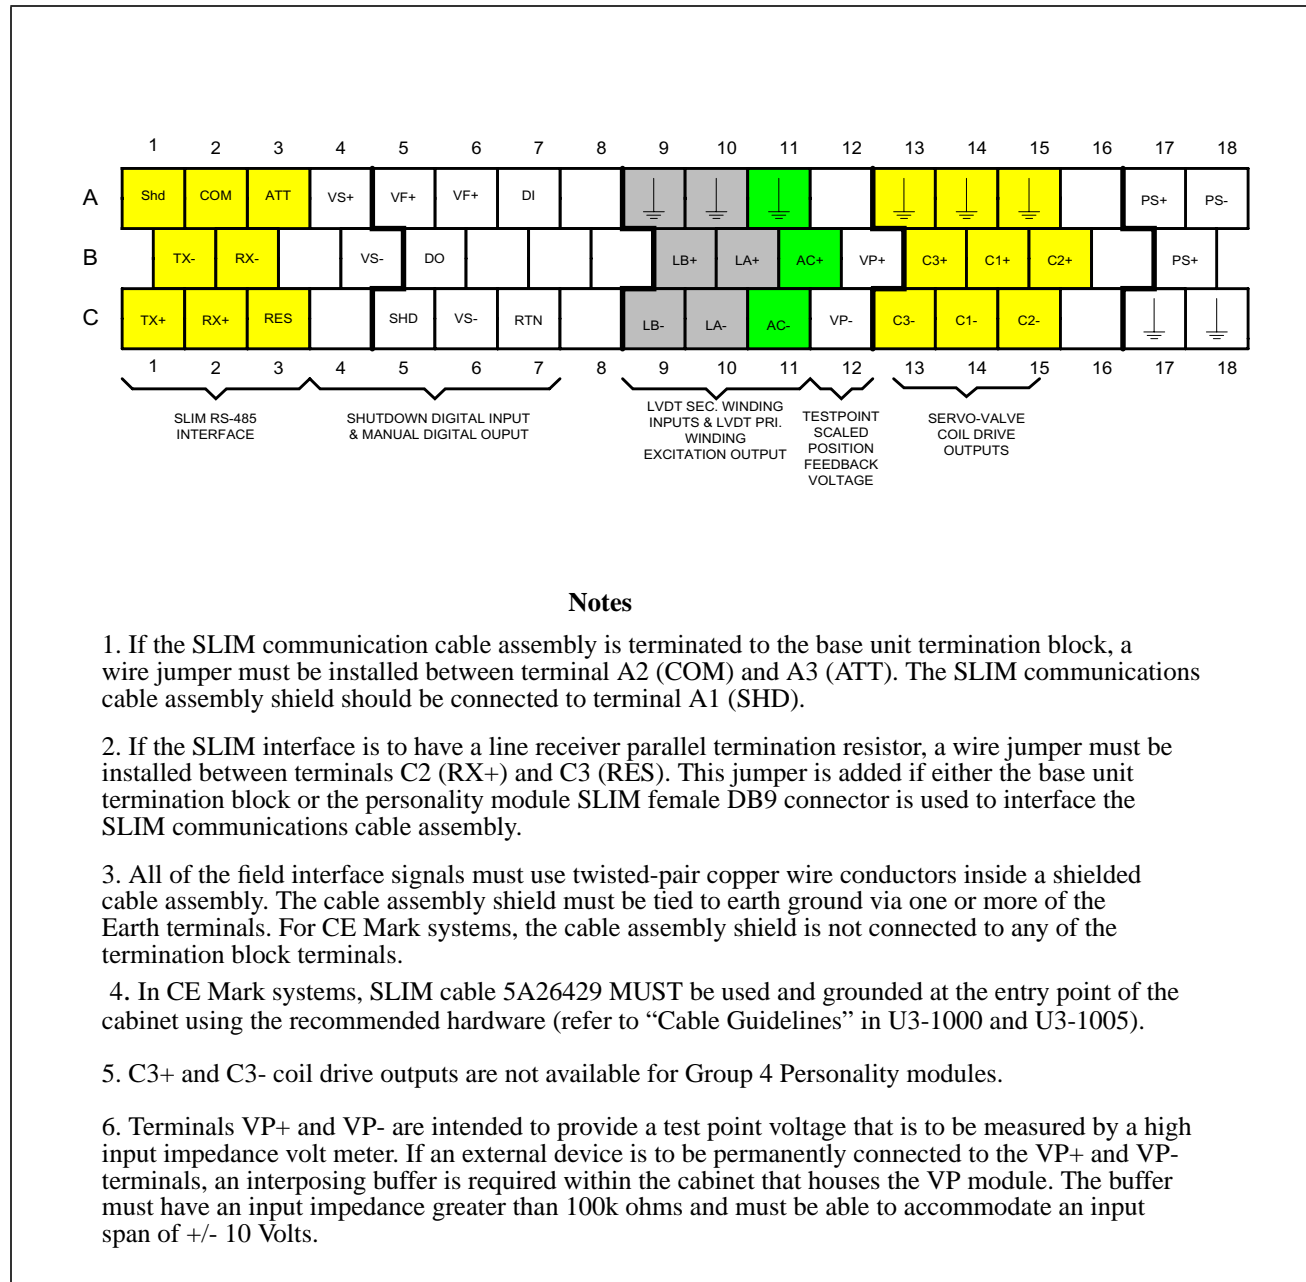 1 2 3 4 5 6 7 8 9 10 11 12 13 14 15 16 17 18
A Shd COM ATT VS+ VF+ VF+ DI PS+ PS-
B TX- RX- VS- DO LB+ LA+ AC+ VP+ C3+ C1+ C2+ PS+
C TX+ RX+ RES SHD VS- RTN LB- LA- AC- VP- C3- C1- C2-
1 2 3 4 5 6 7 8 9 10 11 12 13 14 15 16 17 18
SLIM RS-485
INTERFACE
SHUTDOWN DIGITAL INPUT
& MANUAL DIGITAL OUPUT
LVDT SEC. WINDING
INPUTS & LVDT PRI.
WINDING
EXCITATION OUTPUT
TESTPOINT
SCALED
POSITION
FEEDBACK
VOLTAGE
SERVO-VALVE
COIL DRIVE
OUTPUTS
Notes
1. If the SLIM communication cable assembly is terminated to the base unit termination block, a
wire jumper must be installed between terminal A2 (COM) and A3 (ATT). The SLIM communications
cable assembly shield should be connected to terminal A1 (SHD).
2. If the SLIM interface is to have a line receiver parallel termination resistor, a wire jumper must be
installed between terminals C2 (RX+) and C3 (RES). This jumper is added if either the base unit
termination block or the personality module SLIM female DB9 connector is used to interface the
SLIM communications cable assembly.
3. All of the field interface signals must use twisted-pair copper wire conductors inside a shielded
cable assembly. The cable assembly shield must be tied to earth ground via one or more of the
Earth terminals. For CE Mark systems, the cable assembly shield is not connected to any of the
termination block terminals.
4. In CE Mark systems, SLIM cable 5A26429 MUST be used and grounded at the entry point of the
cabinet using the recommended hardware (refer to “Cable Guidelines” in U3-1000 and U3-1005).
5. C3+ and C3- coil drive outputs are not available for Group 4 Personality modules.
6. Terminals VP+ and VP- are intended to provide a test point voltage that is to be measured by a high
input impedance volt meter. If an external device is to be permanently connected to the VP+ and VP-
terminals, an interposing buffer is required within the cabinet that houses the VP module. The buffer
must have an input impedance greater than 100k ohms and must be able to accommodate an input
span of +/- 10 Volts.